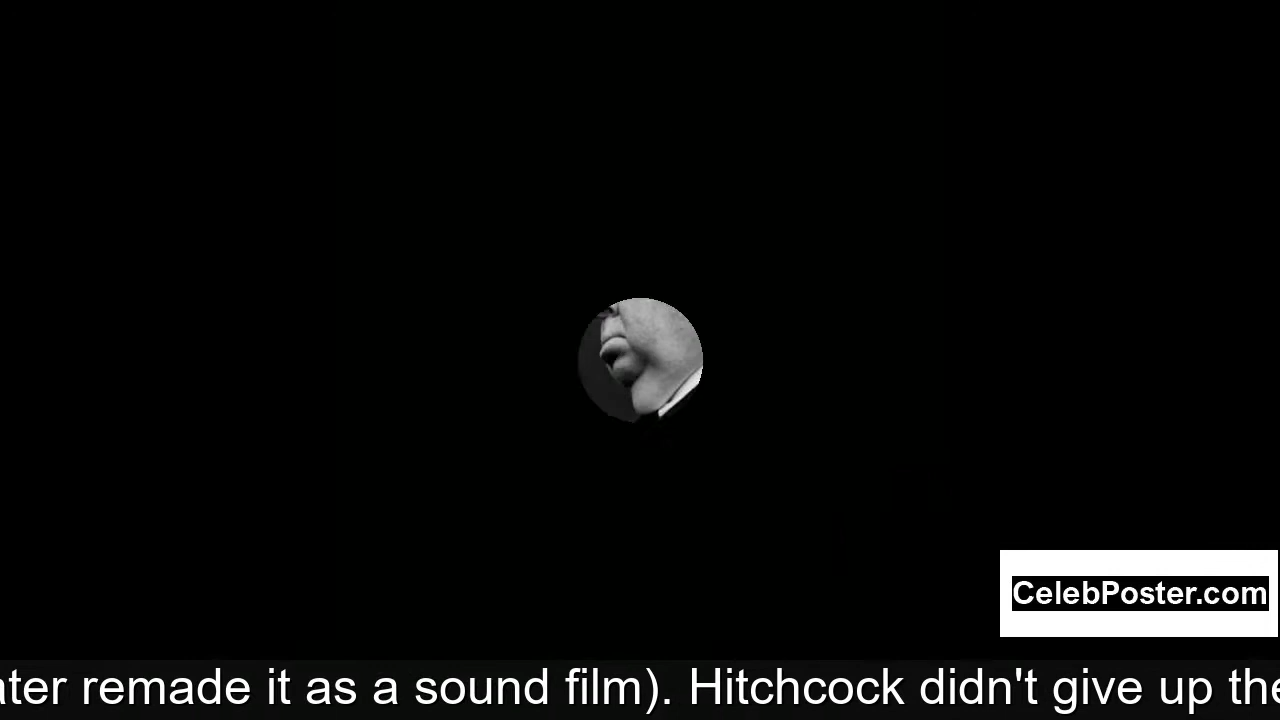 CelebPoster.com
ater remade it as a sound film). Hitchcock didn't give up the